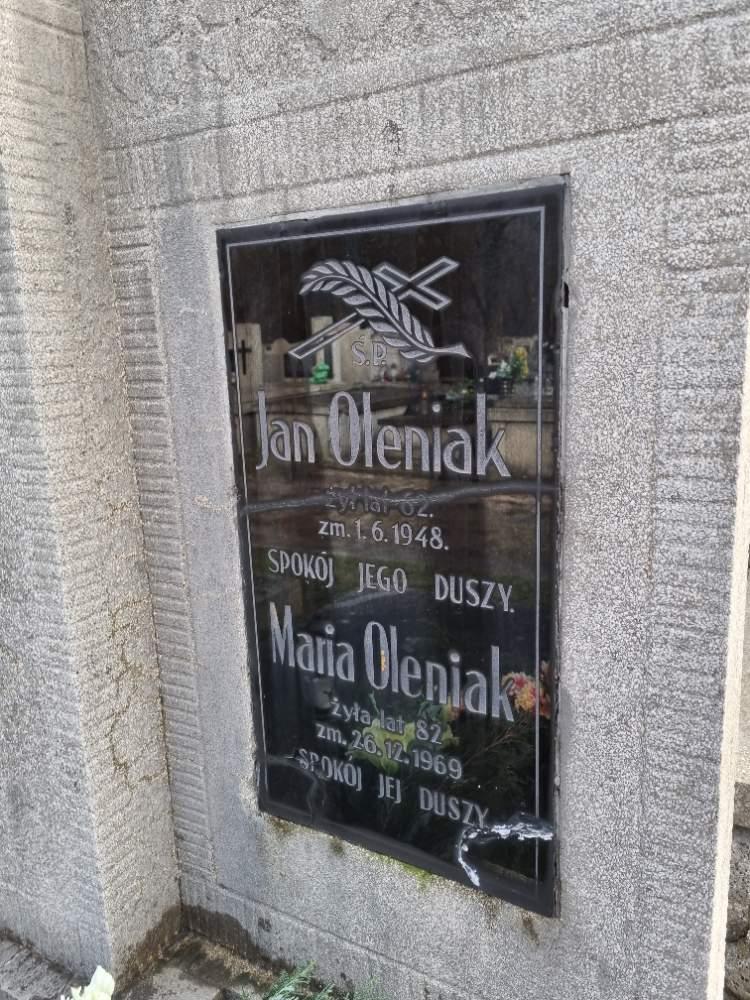 Ś.P.
Jan Oleniak
żył lat 62.
zm. 1. 6. 1948.
SPOKÓJ JEGO DUSZY.
Maria Oleniak
żyła lat 82
zm. 26. 12. 1969
SPOKÓJ JEJ DUSZY.